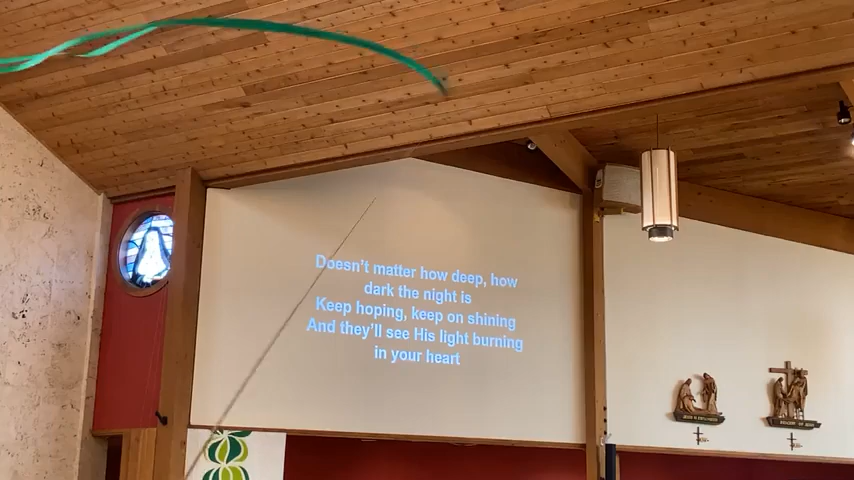 Doesn't matter how deep, how
dark the night is
Keep hoping, keep on shining
And they'll see His light burning
in your heart